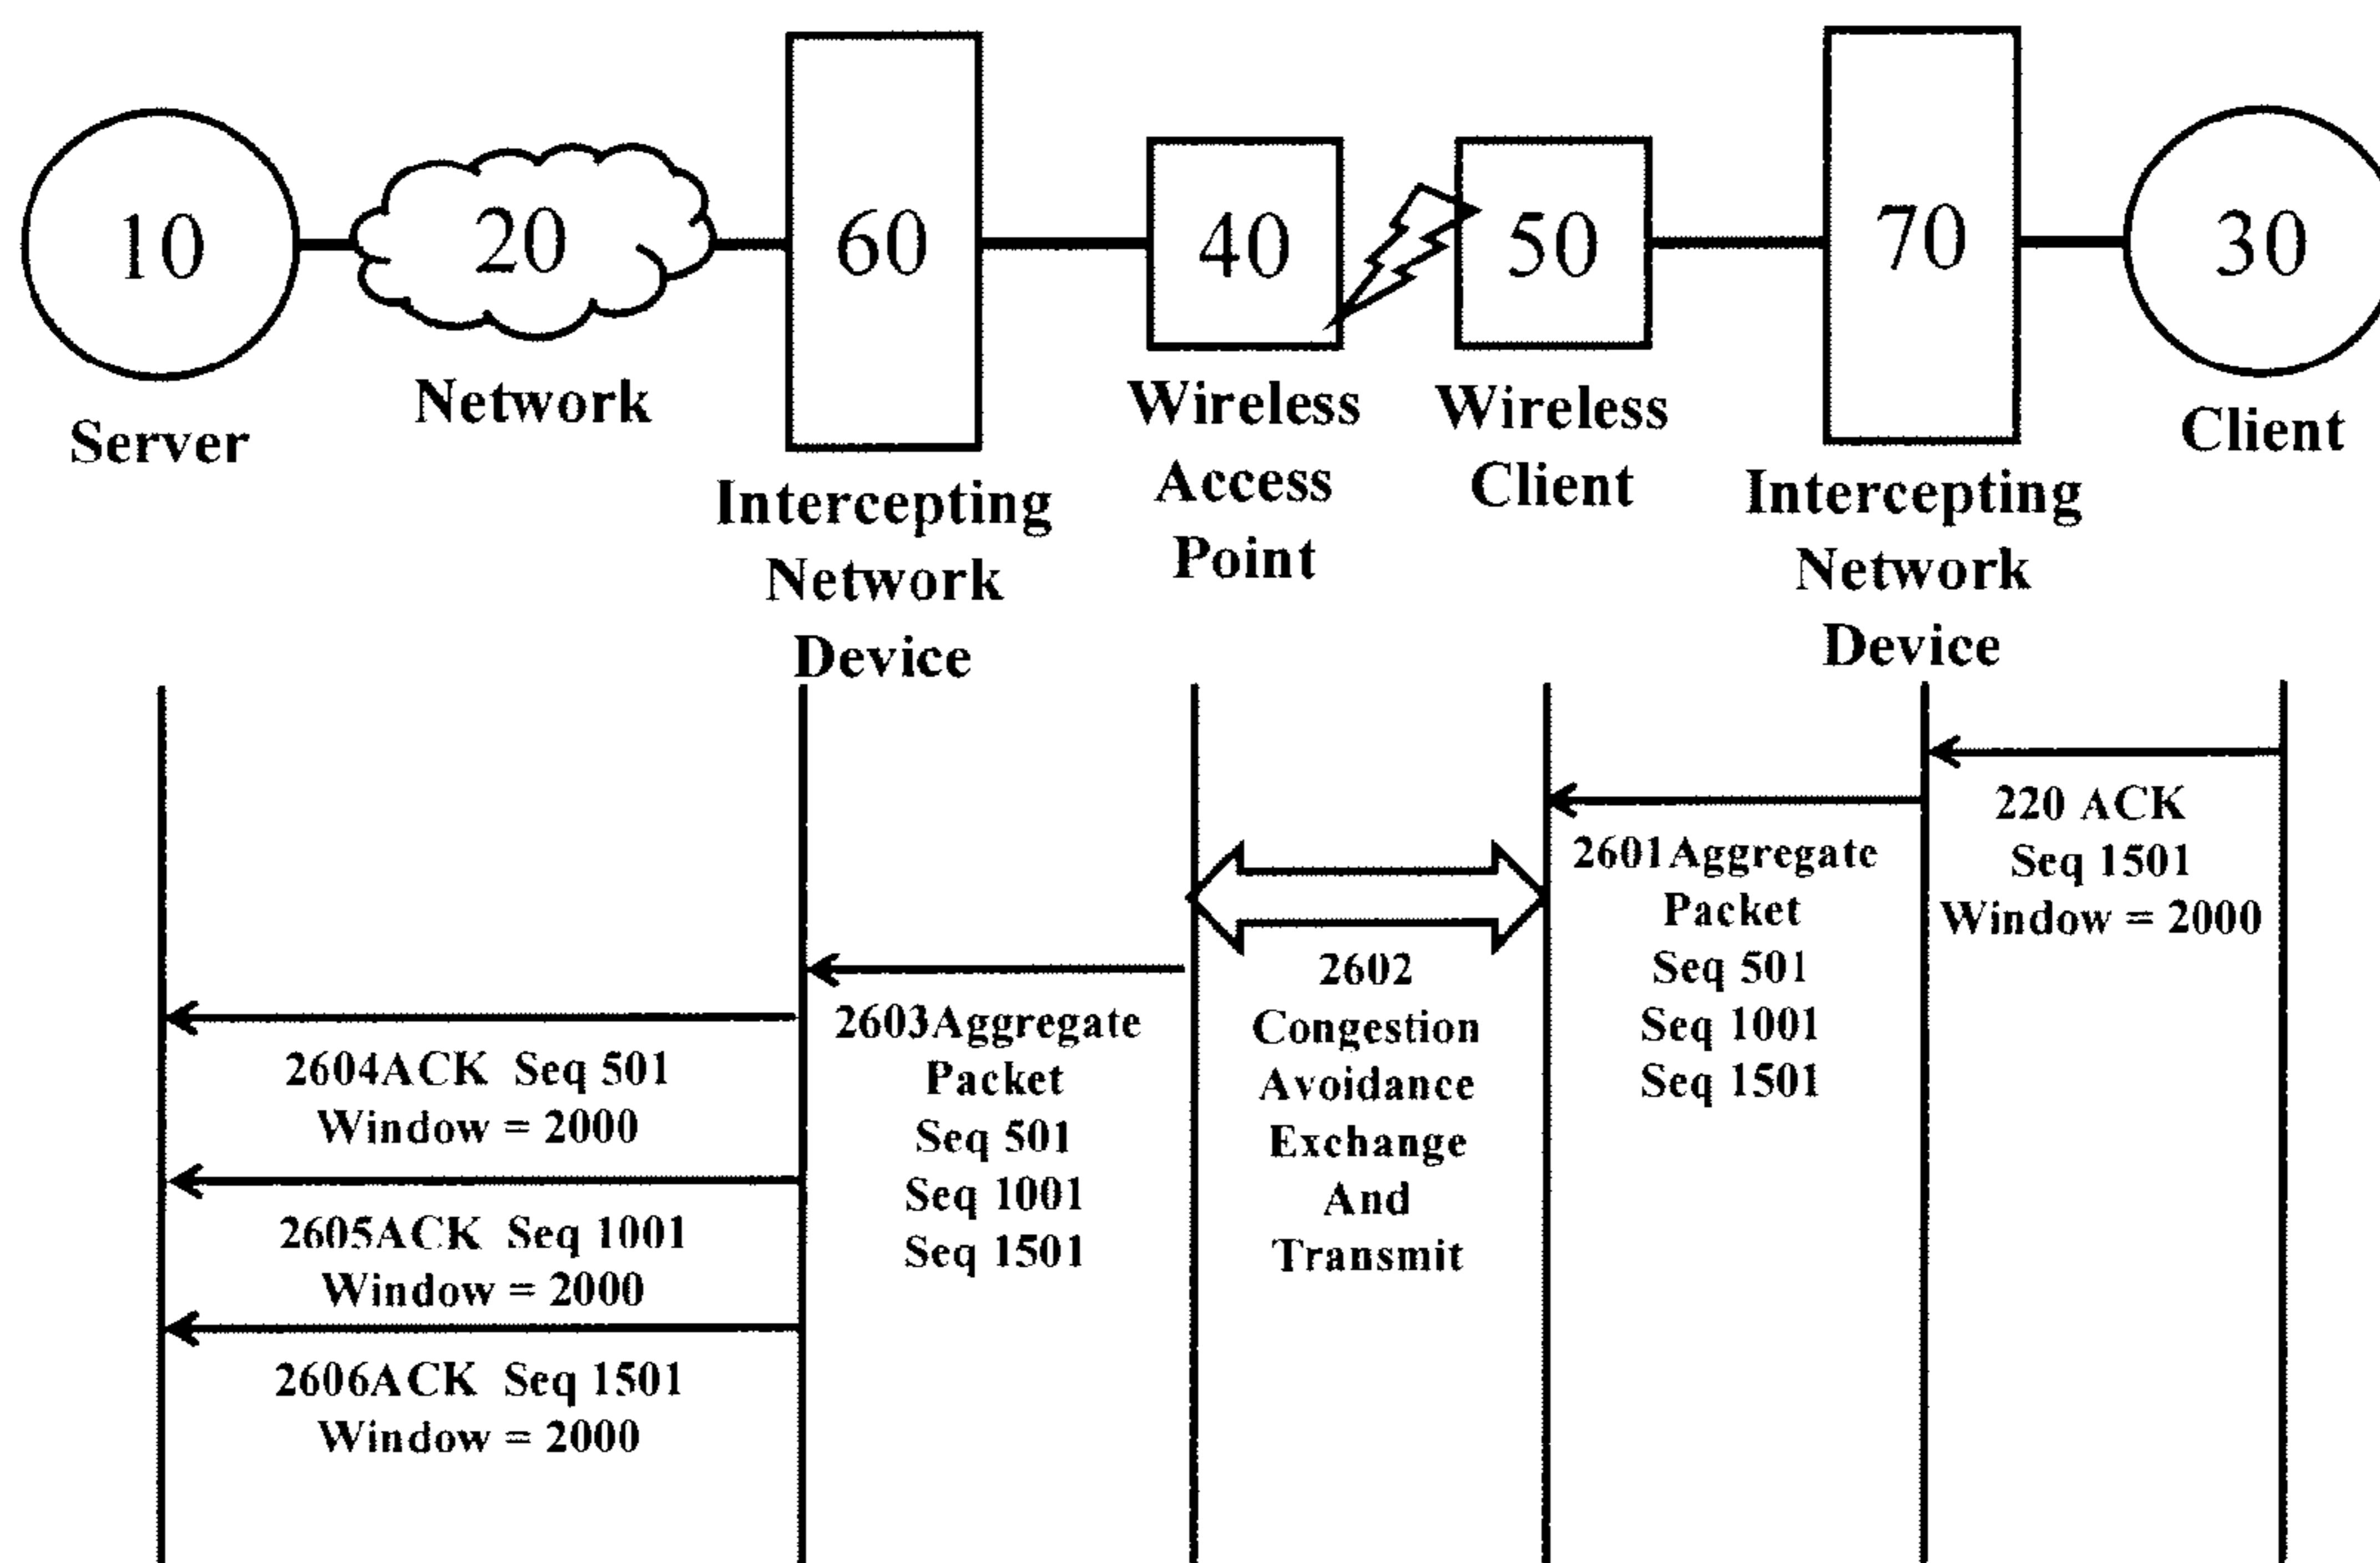 10
20
60
40
50
70
30
Server
Network
Intercepting
Network
Device
Wireless
Access
Point
Wireless
Client
Intercepting
Network
Device
Client
220 ACK
Seq 1501
Window = 2000
2601Aggregate
Packet
Seq 501
Seq 1001
Seq 1501
2602
Congestion
Avoidance
Exchange
And
Transmit
2603Aggregate
Packet
Seq 501
Seq 1001
Seq 1501
2604ACK Seq 501
Window = 2000
2605ACK Seq 1001
Window = 2000
2606ACK Seq 1501
Window = 2000